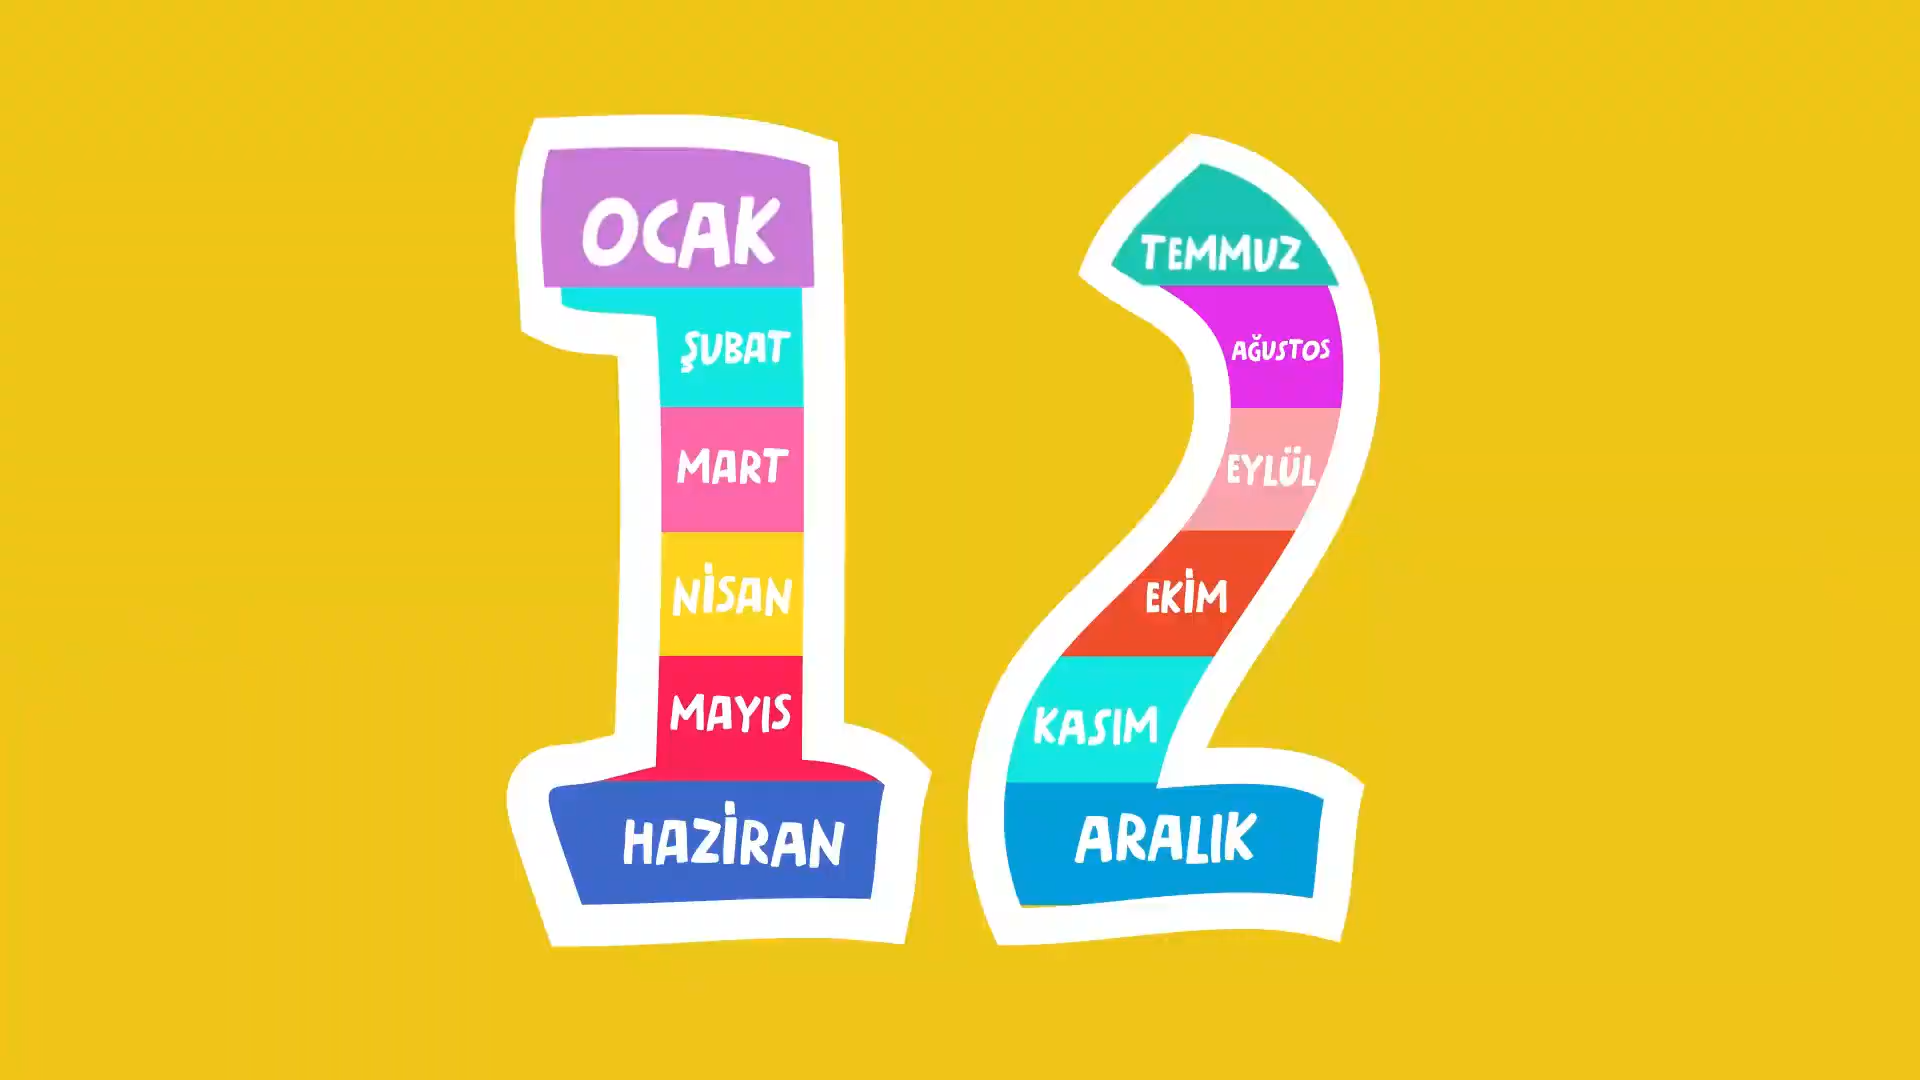 OCAK
ŞUBAT
MART
NİSAN
MAYIS
HAZİRAN
TEMMUZ
AĞUSTOS
EYLÜL
EKİM
KASIM
ARALIK